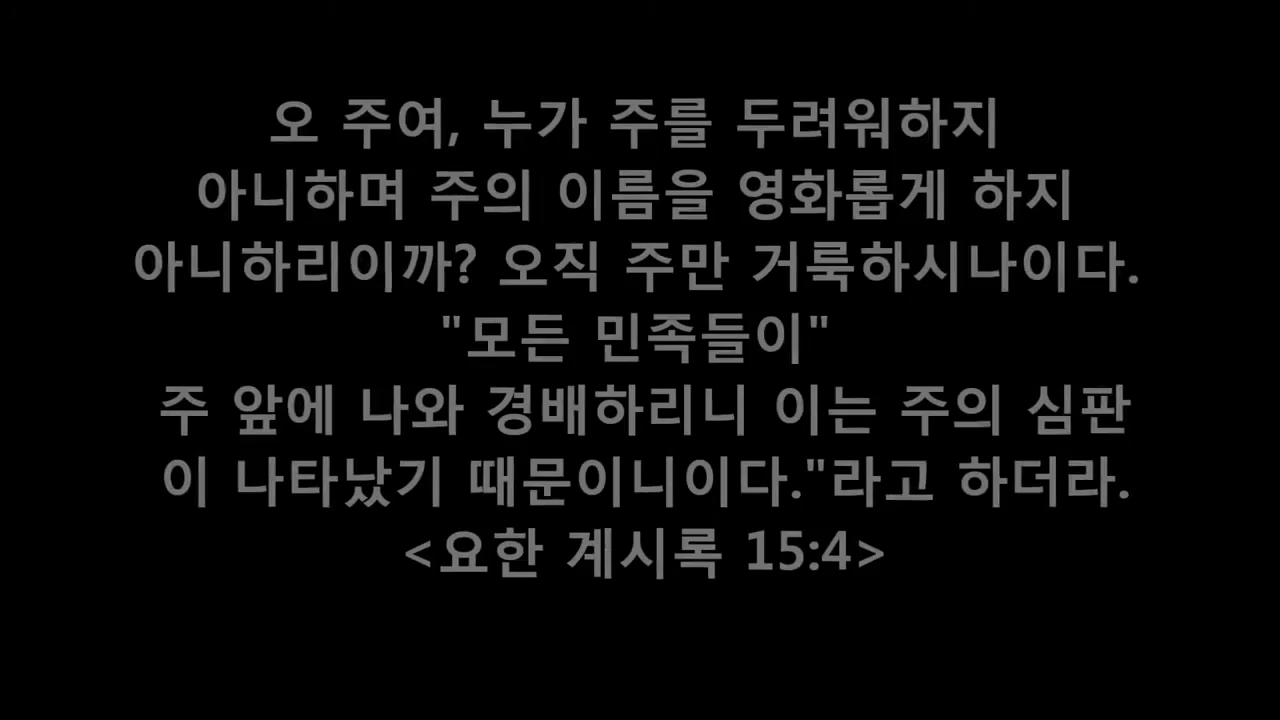 오 주여, 누가 주를 두려워하지
아니하며 주의 이름을 영화롭게 하지
아니하리이까? 오직 주만 거룩하시나이다.
"모든 민족들이"
주 앞에 나와 경배하리니 이는 주의 심판
이 나타났기 때문이니이다."라고 하더라.
<요한 계시록 15:4>